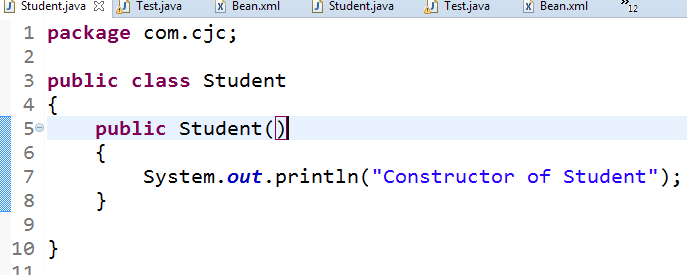 Student.java Test.java Bean.xml Student.java Test.java Bean.xml »12
1 package com.cjc;
2
3 public class Student
4 {
5 public Student()
6 {
7 System.out.println("Constructor of Student");
8 }
9
10 }
11